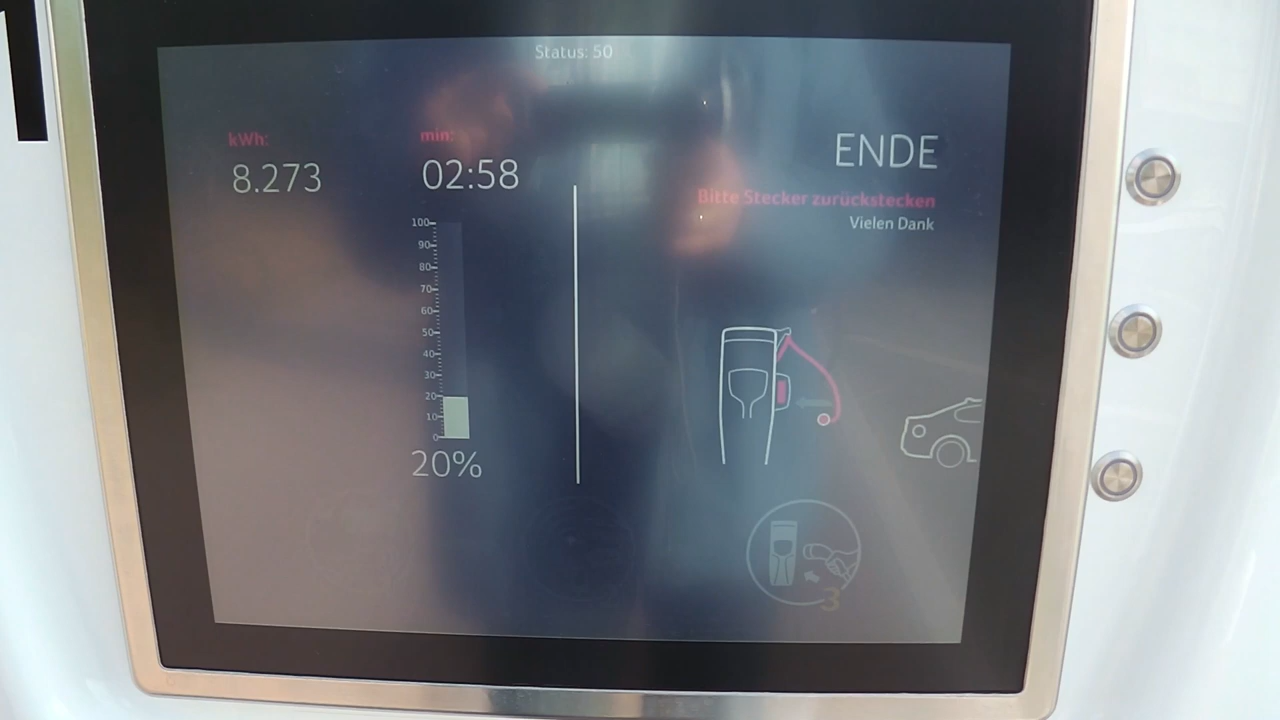 Status: 50
kWh:
8.273
min:
02:58
100
90
80
70
60
50
40
30
20
10
0
20%
ENDE
Bitte Stecker zurückstecken
Vielen Dank
3